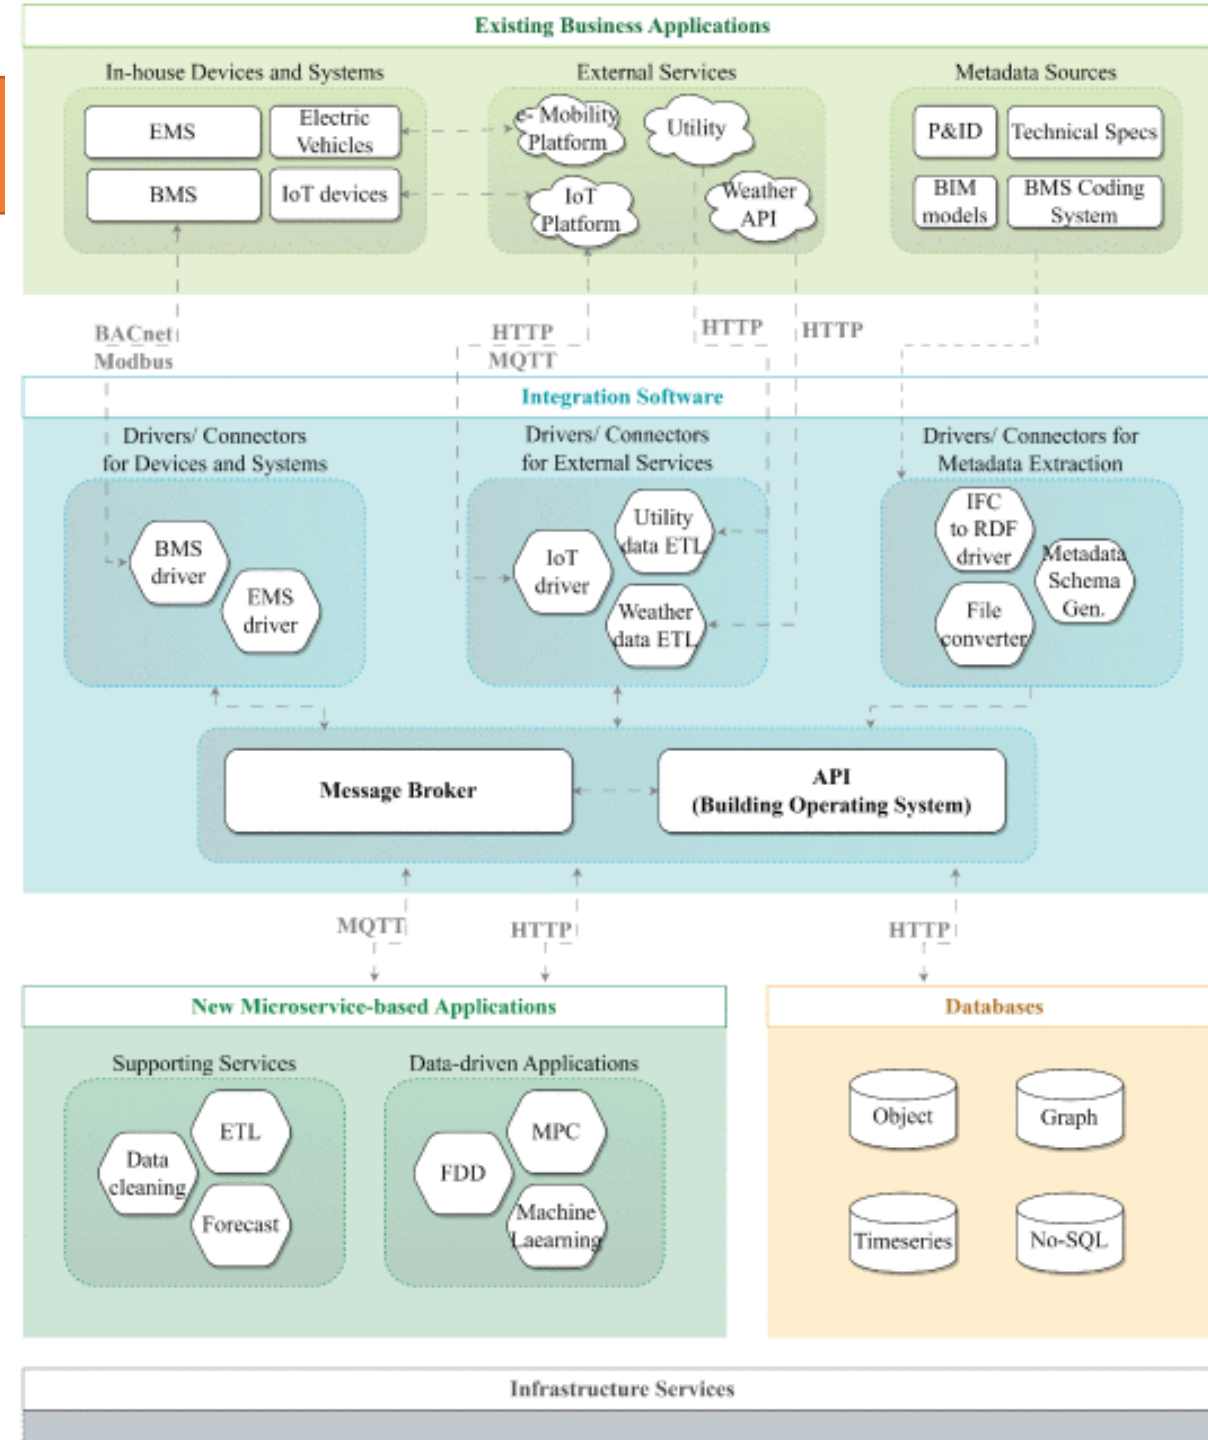 Existing Business Applications
In-house Devices and Systems
External Services
Metadata Sources
EMS
Electric
Vehicles
BMS
IoT devices
e- Mobility
Platform
Utility
IoT
Platform
Weather
API
P&ID
Technical Specs
BIM
models
BMS Coding
System
BACnet
Modbus
HTTP
MQTT
HTTP
HTTP
Integration Software
Drivers/ Connectors
for Devices and Systems
Drivers/ Connectors
for External Services
Drivers/ Connectors for
Metadata Extraction
BMS
driver
EMS
driver
IoT
driver
Utility
data ETL
Weather
data ETL
IFC
to RDF
driver
Metadata
Schema
Gen.
File
converter
Message Broker
API
(Building Operating System)
MQTT
HTTP
HTTP
New Microservice-based Applications
Databases
Supporting Services
Data-driven Applications
ETL
Data
cleaning
Forecast
MPC
FDD
Machine
Laearning
Object
Graph
Timeseries
No-SQL
Infrastructure Services